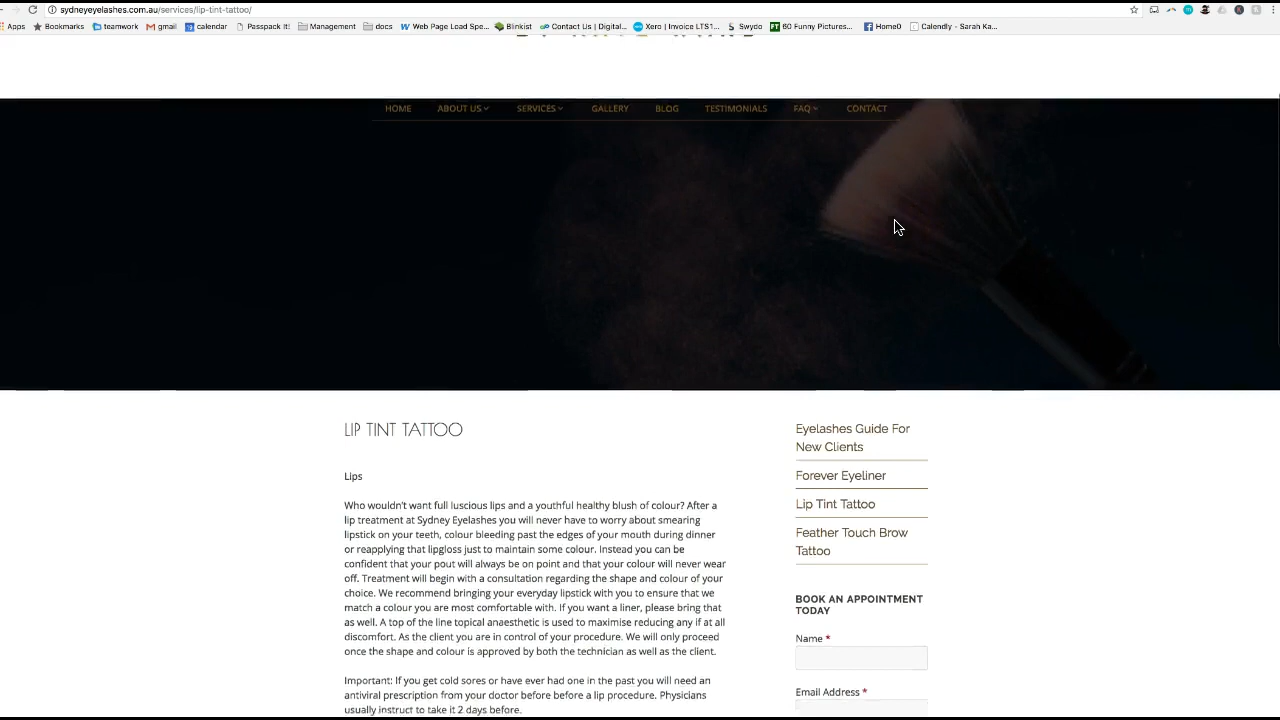 sydneyeyelashes.com.au/services/lip-tint-tattoo/
Apps Bookmarks teamwork gmail calendar Passpack It! Management docs Web Page Load Spe... Blinkist Contact Us | Digital... Xero | Invoice LTS1... Swydo 60 Funny Pictures... Home0 Calendly - Sarah Ka...
HOME ABOUT US SERVICES GALLERY BLOG TESTIMONIALS FAQ CONTACT
LIP TINT TATTOO
Lips
Who wouldn't want full luscious lips and a youthful healthy blush of colour? After a
lip treatment at Sydney Eyelashes you will never have to worry about smearing
lipstick on your teeth, colour bleeding past the edges of your mouth during dinner
or reapplying that lipgloss just to maintain some colour. Instead you can be
confident that your pout will always be on point and that your colour will never wear
off. Treatment will begin with a consultation regarding the shape and colour of your
choice. We recommend bringing your everyday lipstick with you to ensure that we
match a colour you are most comfortable with. If you want a liner, please bring that
as well. A top of the line topical anaesthetic is used to maximise reducing any if at all
discomfort. As the client you are in control of your procedure. We will only proceed
once the shape and colour is approved by both the technician as well as the client.
Important: If you get cold sores or have ever had one in the past you will need an
antiviral prescription from your doctor before before a lip procedure. Physicians
usually instruct to take it 2 days before.
Eyelashes Guide For
New Clients
Forever Eyeliner
Lip Tint Tattoo
Feather Touch Brow
Tattoo
BOOK AN APPOINTMENT
TODAY
Name *
Email Address *